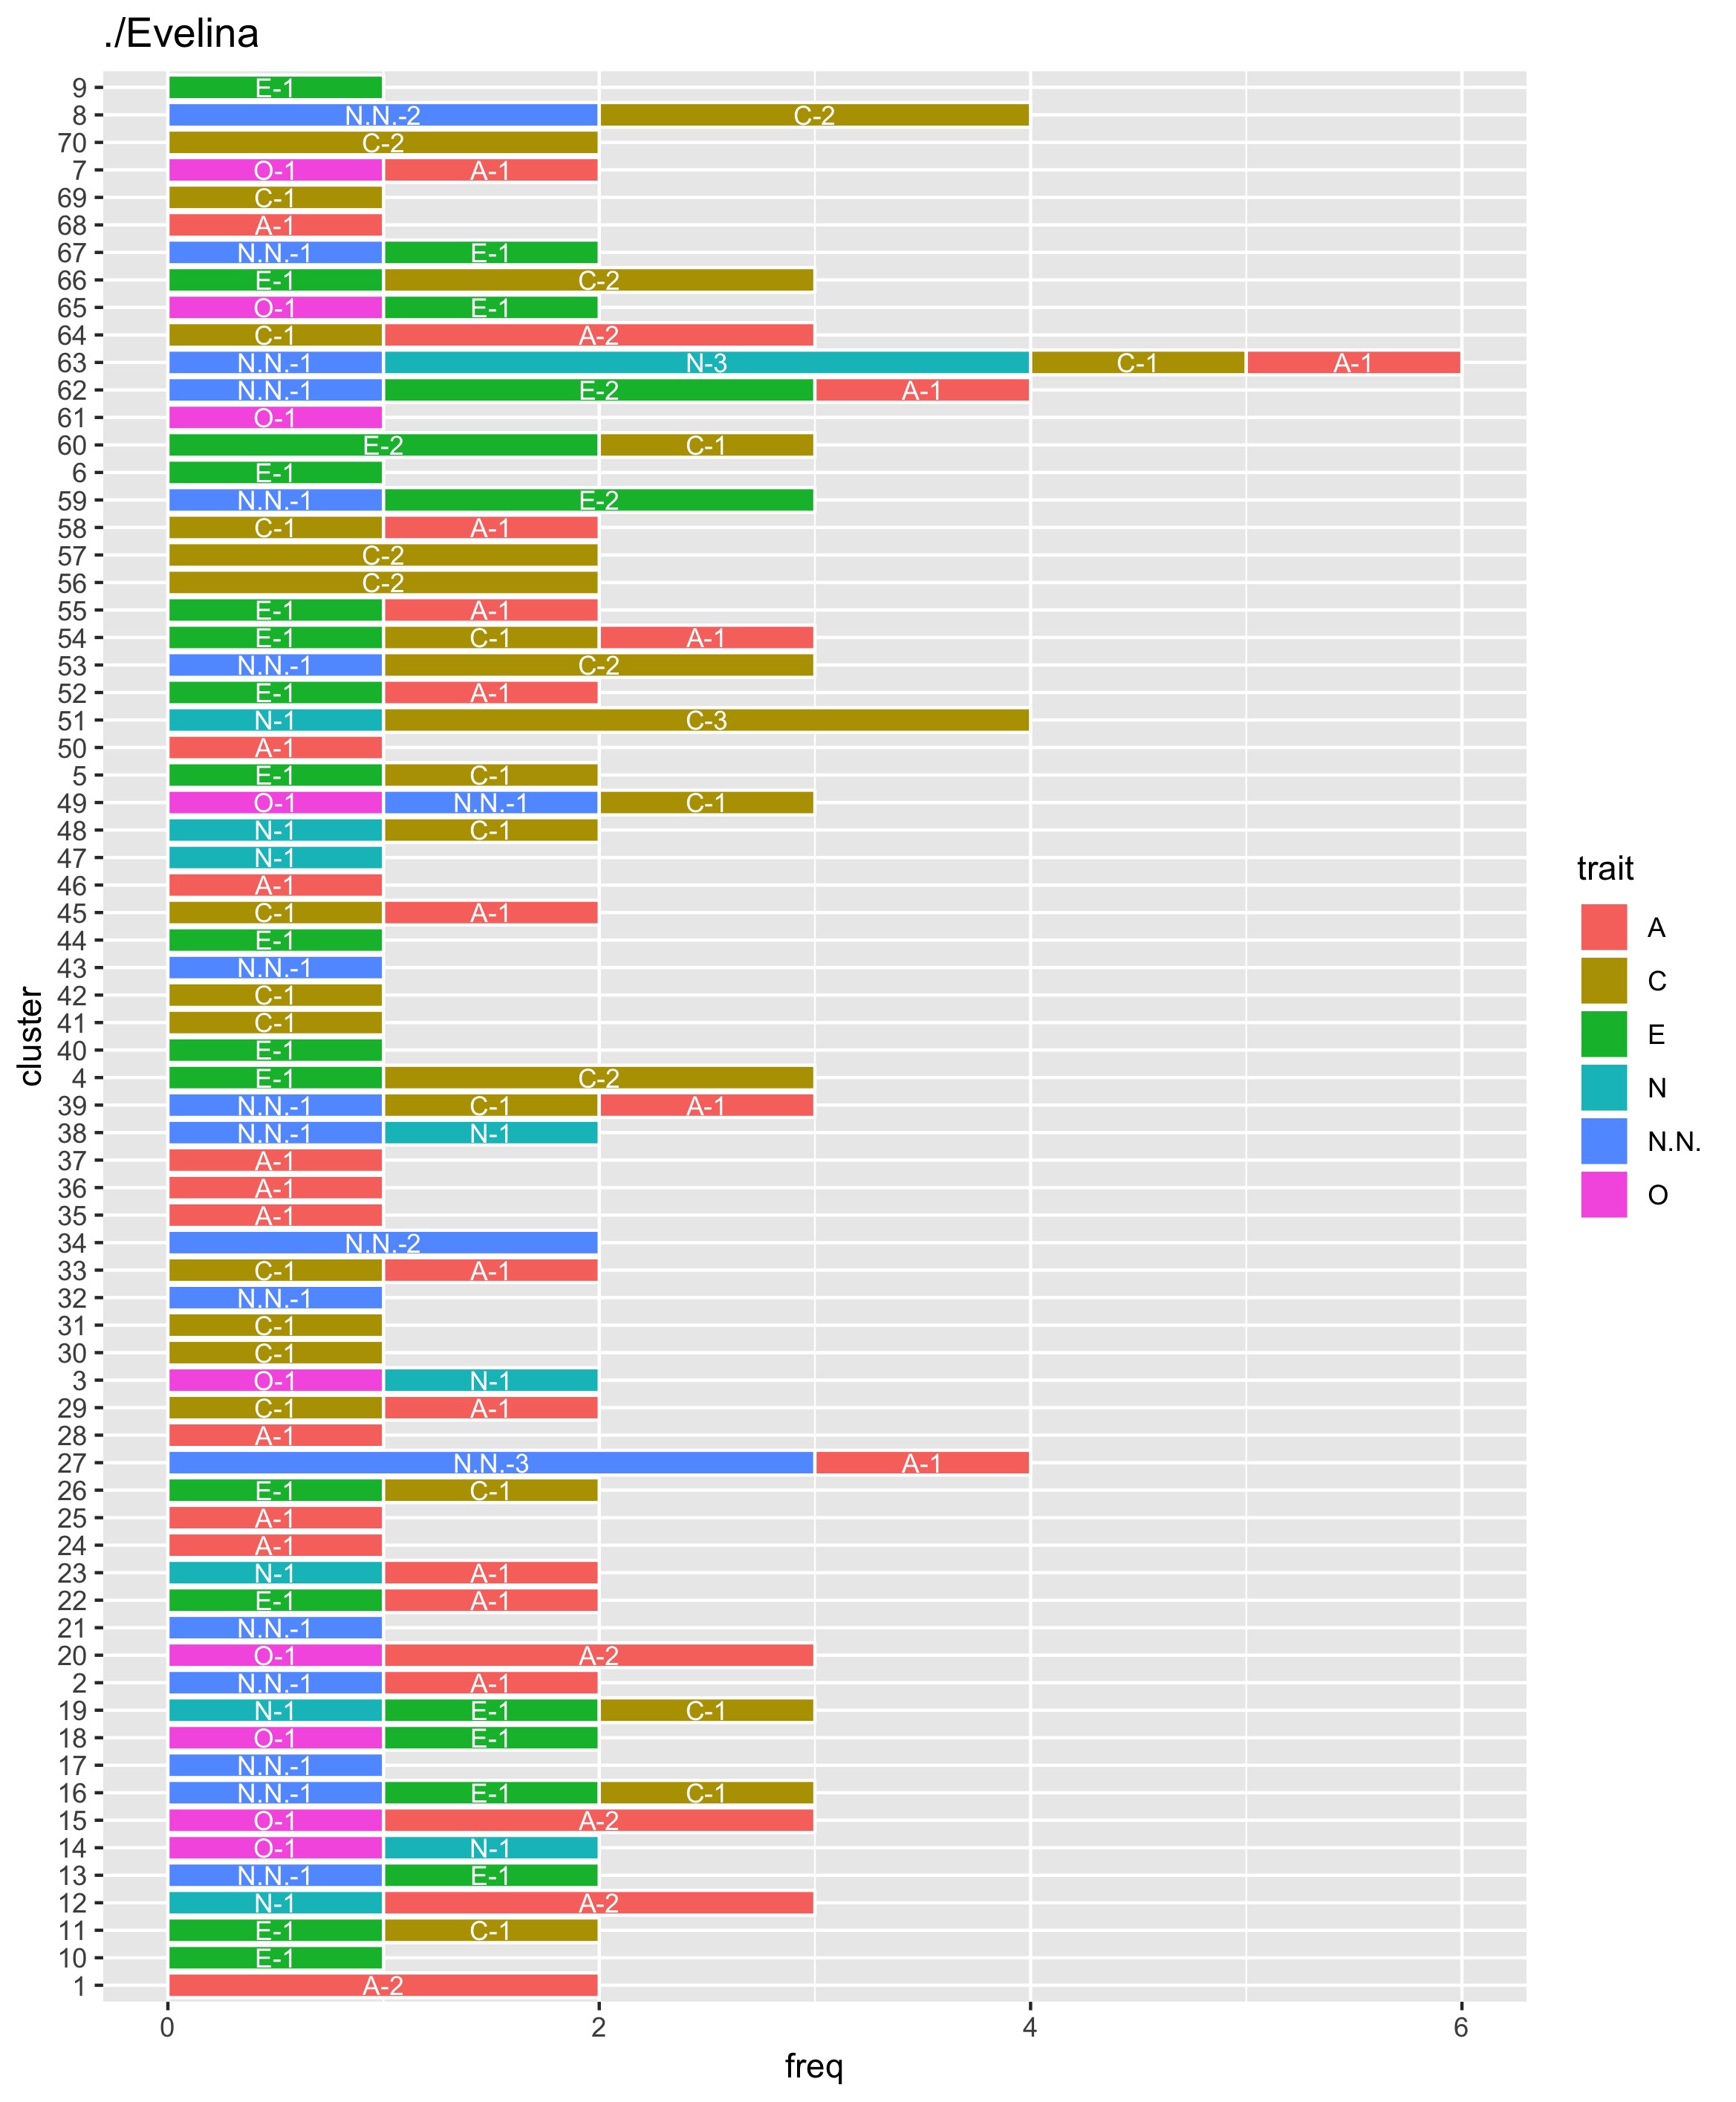 ./Evelina
9 E-1
8 N.N.-2 C-2
70 C-2
7 O-1 A-1
69 C-1
68 A-1
67 N.N.-1 E-1
66 E-1 C-2
65 O-1 E-1
64 C-1 A-2
63 N.N.-1 N-3 C-1 A-1
62 N.N.-1 E-2 A-1
61 O-1
60 E-2 C-1
6 E-1
59 N.N.-1 E-2
58 C-1 A-1
57 C-2
56 C-2
55 E-1 A-1
54 E-1 C-1 A-1
53 N.N.-1 C-2
52 E-1 A-1
51 N-1 C-3
50 A-1
5 E-1 C-1
49 O-1 N.N.-1 C-1
48 N-1 C-1
47 N-1
46 A-1
45 C-1 A-1
44 E-1
43 N.N.-1
42 C-1
41 C-1
40 E-1
4 E-1 C-2
39 N.N.-1 C-1 A-1
38 N.N.-1 N-1
37 A-1
36 A-1
35 A-1
34 N.N.-2
33 C-1 A-1
32 N.N.-1
31 C-1
30 C-1
3 O-1 N-1
29 C-1 A-1
28 A-1
27 N.N.-3 A-1
26 E-1 C-1
25 A-1
24 A-1
23 N-1 A-1
22 E-1 A-1
21 N.N.-1
20 O-1 A-2
2 N.N.-1 A-1
19 N-1 E-1 C-1
18 O-1 E-1
17 N.N.-1
16 N.N.-1 E-1 C-1
15 O-1 A-2
14 O-1 N-1
13 N.N.-1 E-1
12 N-1 A-2
11 E-1 C-1
10 E-1
1 A-2
0 2 4 6
freq
cluster
trait
A
C
E
N
N.N.
O